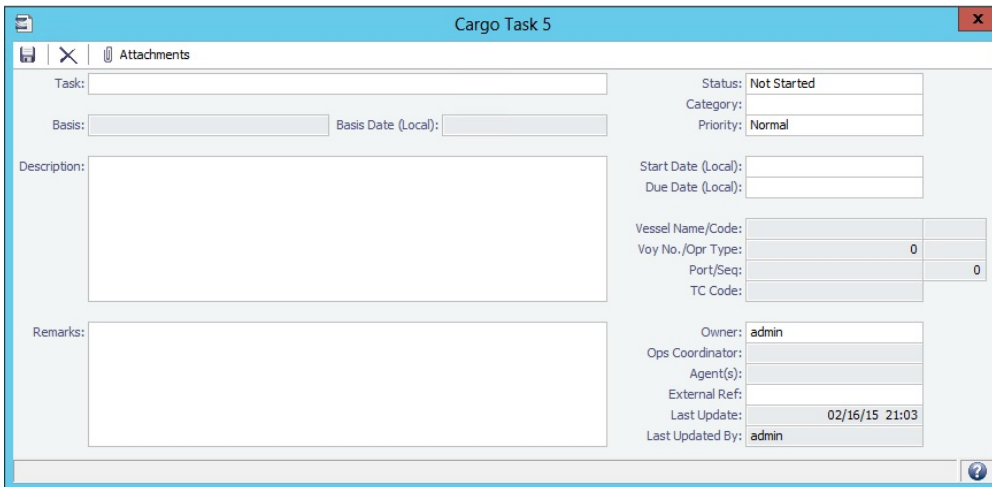 Cargo Task 5
x
Attachments
Task:
Status: Not Started
Category:
Basis: Basis Date (Local): Priority: Normal
Description: Start Date (Local):
Due Date (Local):
Vessel Name/Code:
Voy No./Opr Type: 0
Port/Seq: 0
TC Code:
Remarks: Owner: admin
Ops Coordinator:
Agent(s):
External Ref:
Last Update: 02/16/15 21:03
Last Updated By: admin
?